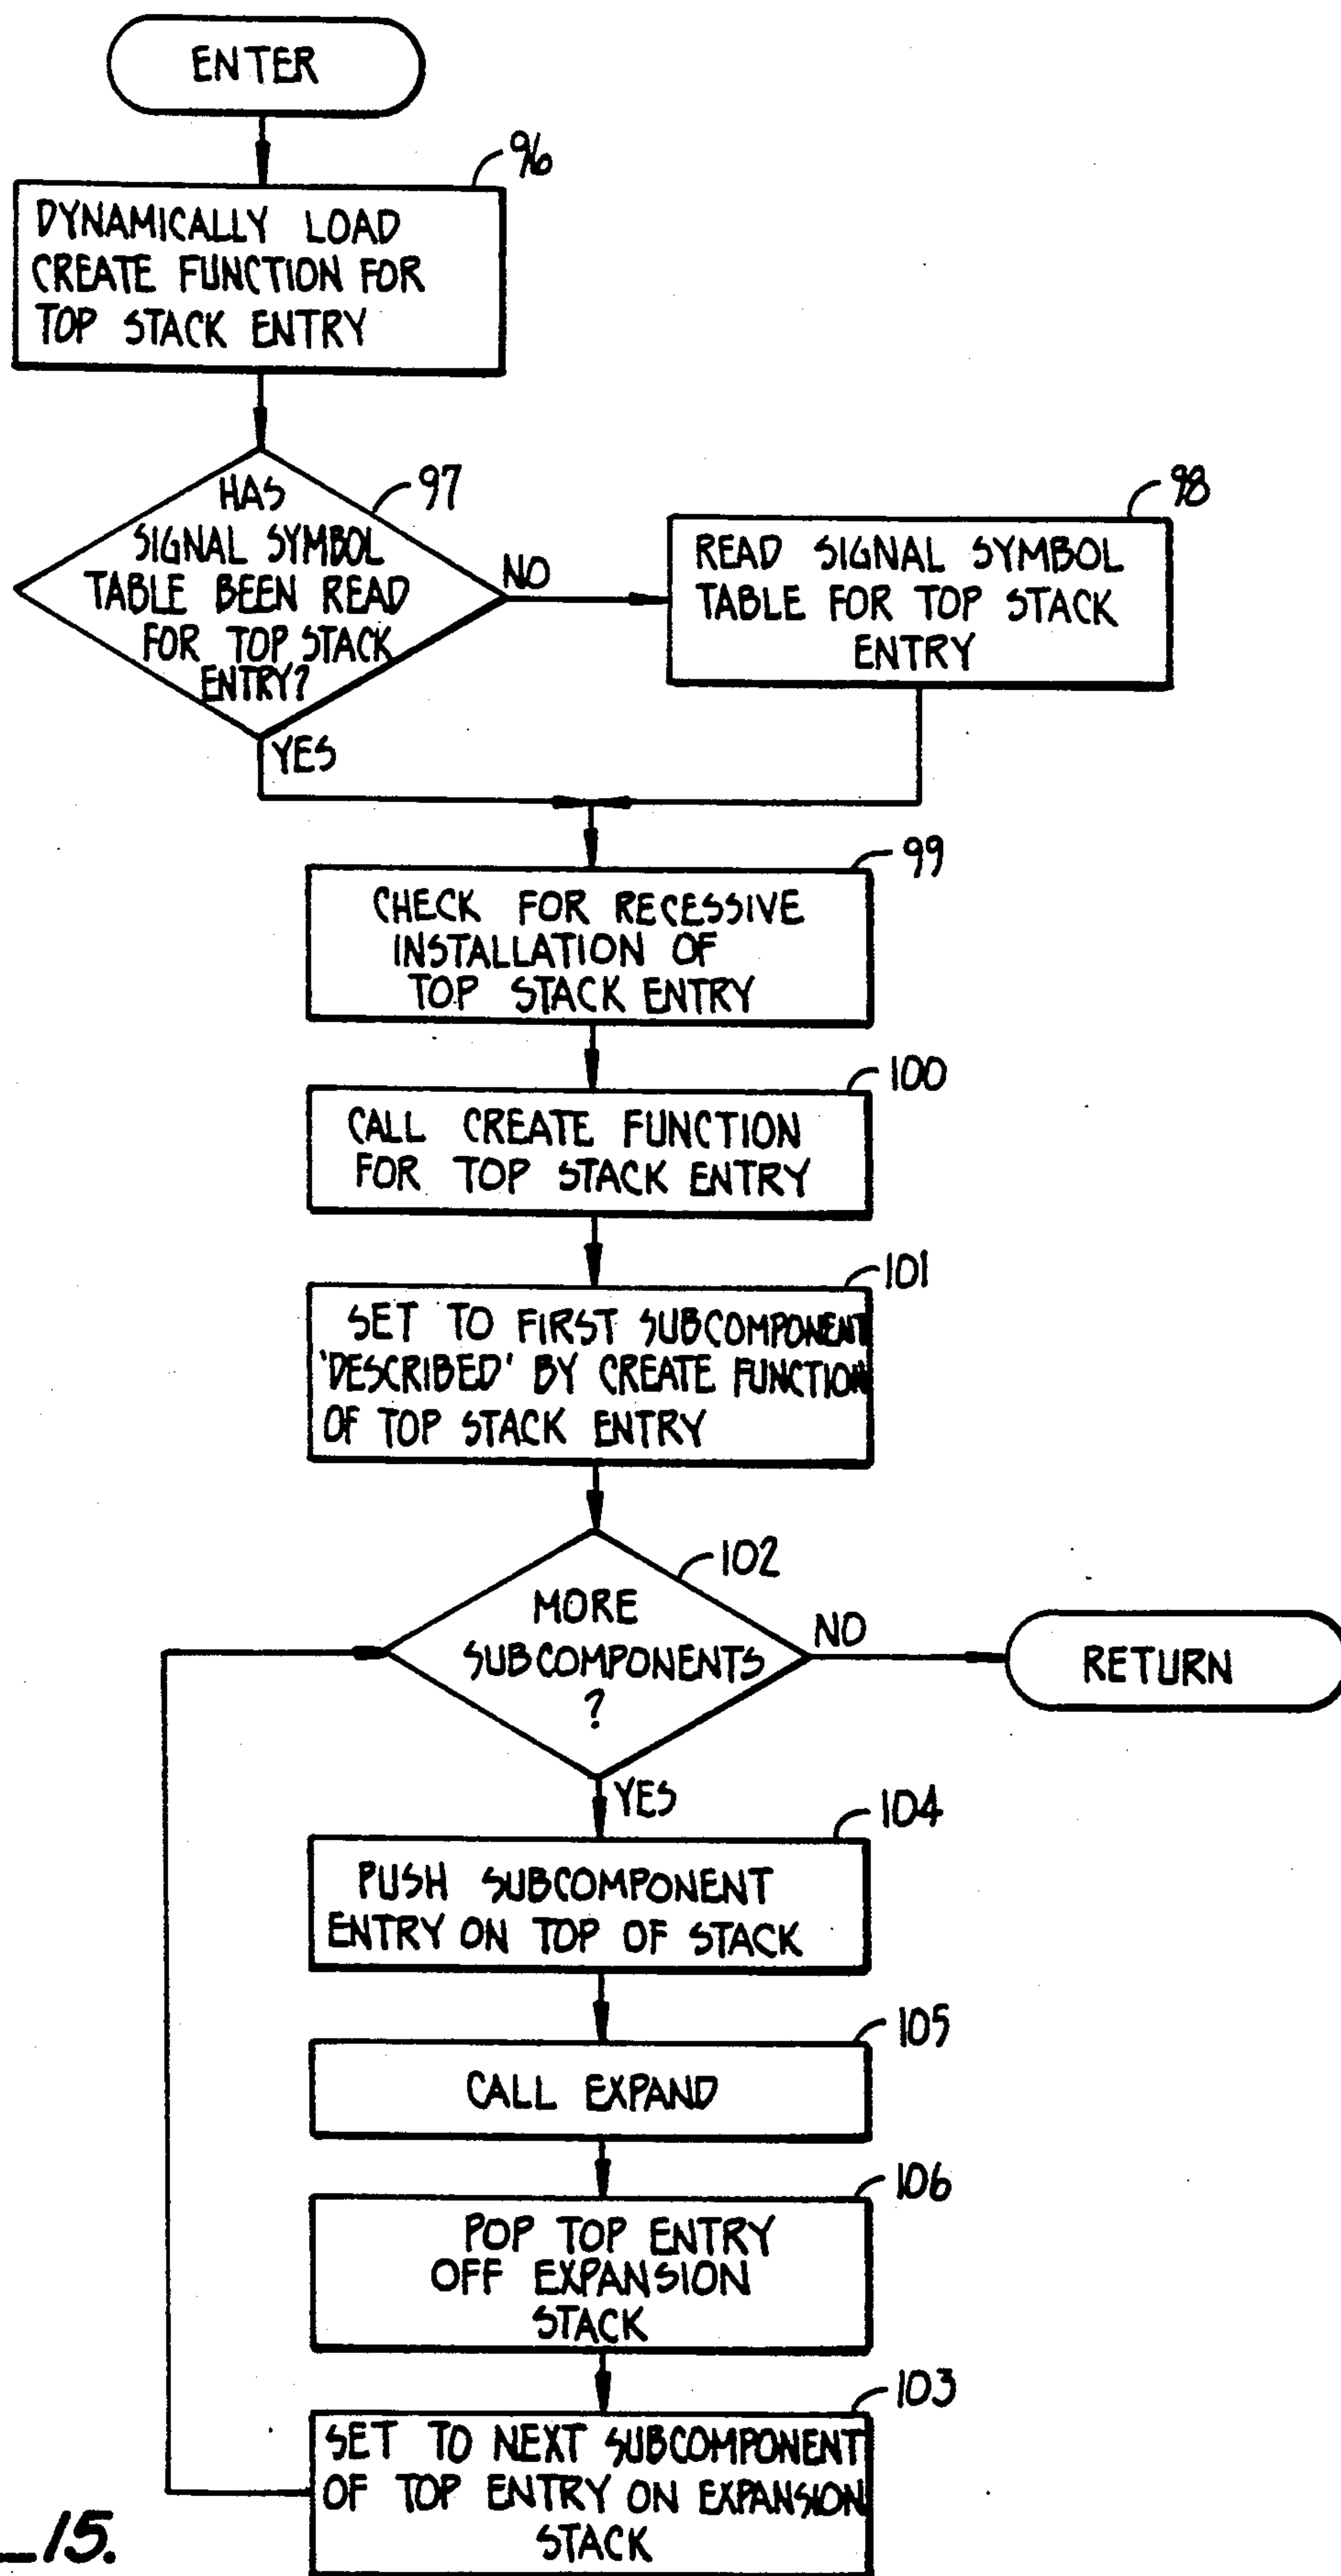 ENTER
96
DYNAMICALLY LOAD
CREATE FUNCTION FOR
TOP STACK ENTRY
97
HAS
SIGNAL SYMBOL
TABLE BEEN READ
FOR TOP STACK
ENTRY?
NO
YES
98
READ SIGNAL SYMBOL
TABLE FOR TOP STACK
ENTRY
99
CHECK FOR RECESSIVE
INSTALLATION OF
TOP STACK ENTRY
100
CALL CREATE FUNCTION
FOR TOP STACK ENTRY
101
SET TO FIRST SUBCOMPONENT
'DESCRIBED' BY CREATE FUNCTION
OF TOP STACK ENTRY
102
MORE
SUBCOMPONENTS
?
NO
RETURN
YES
104
PUSH SUBCOMPONENT
ENTRY ON TOP OF STACK
105
CALL EXPAND
106
POP TOP ENTRY
OFF EXPANSION
STACK
103
SET TO NEXT SUBCOMPONENT
OF TOP ENTRY ON EXPANSION
STACK
15.